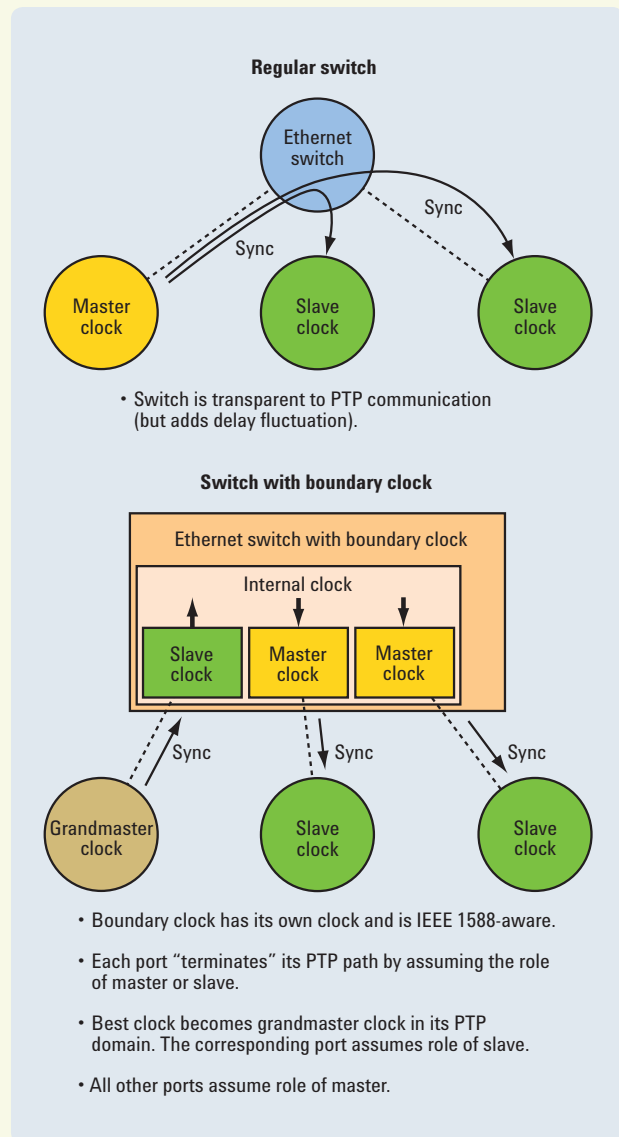 Regular switch
Ethernet
switch
Sync
Sync
Master
clock
Slave
clock
Slave
clock
• Switch is transparent to PTP communication
(but adds delay fluctuation).
Switch with boundary clock
Ethernet switch with boundary clock
Internal clock
Slave
clock
Master
clock
Master
clock
Sync
Sync
Sync
Grandmaster
clock
Slave
clock
Slave
clock
• Boundary clock has its own clock and is IEEE 1588-aware.
• Each port “terminates” its PTP path by assuming the role
of master or slave.
• Best clock becomes grandmaster clock in its PTP
domain. The corresponding port assumes role of slave.
• All other ports assume role of master.